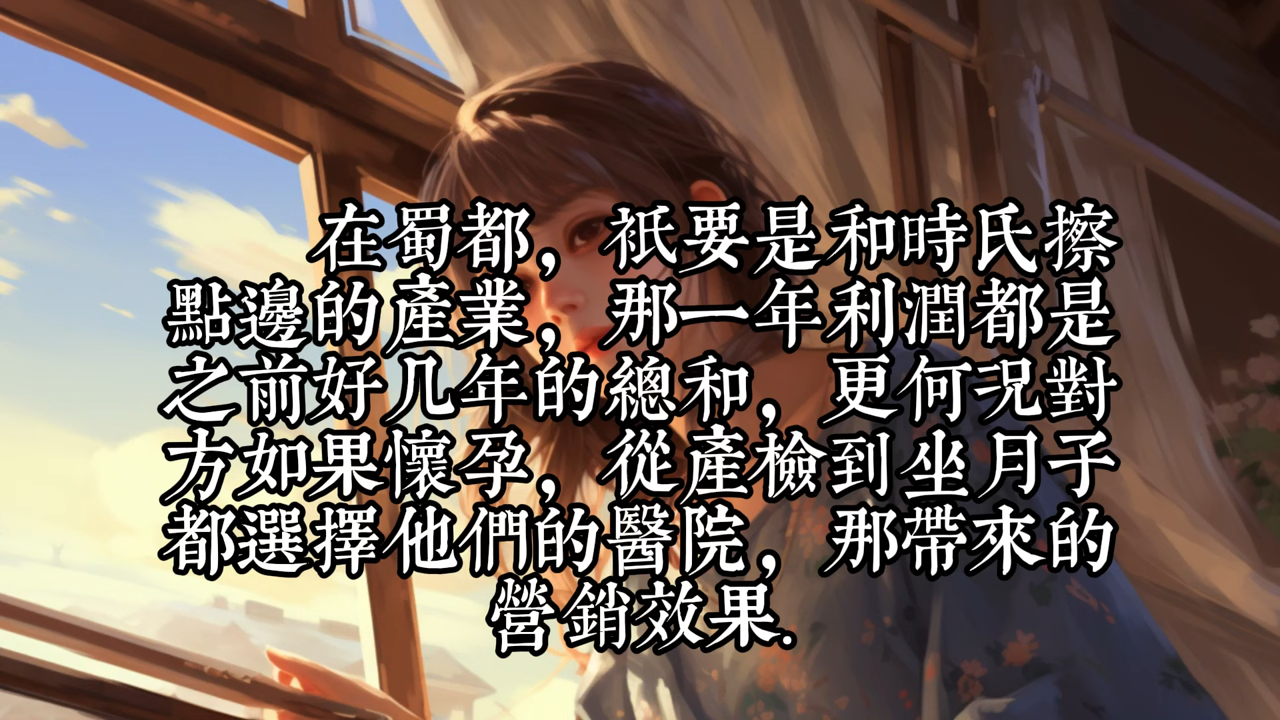 在蜀都，祇要是和時氏擦
點邊的產業，那一年利潤都是
之前好几年的總和，更何況對
方如果懷孕，從產檢到坐月子
都選擇他們的醫院，那帶來的
營銷效果.